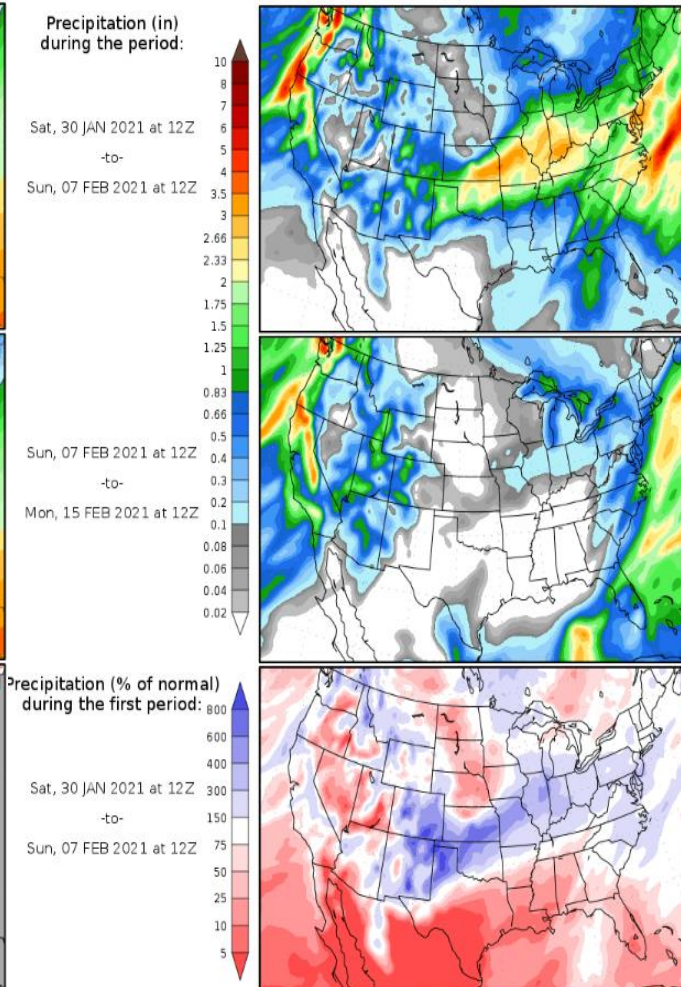 Precipitation (in)
during the period:
Sat, 30 JAN 2021 at 12Z
-to-
Sun, 07 FEB 2021 at 12Z
10
8
7
6
5
4
3.5
3
2.66
2.33
2
1.75
1.5
1.25
1
0.83
0.66
0.5
0.4
0.3
0.2
0.1
0.08
0.06
0.04
0.02
Sun, 07 FEB 2021 at 12Z
-to-
Mon, 15 FEB 2021 at 12Z
Precipitation (% of normal)
during the first period:
Sat, 30 JAN 2021 at 12Z
-to-
Sun, 07 FEB 2021 at 12Z
800
600
400
300
150
75
50
25
10
5